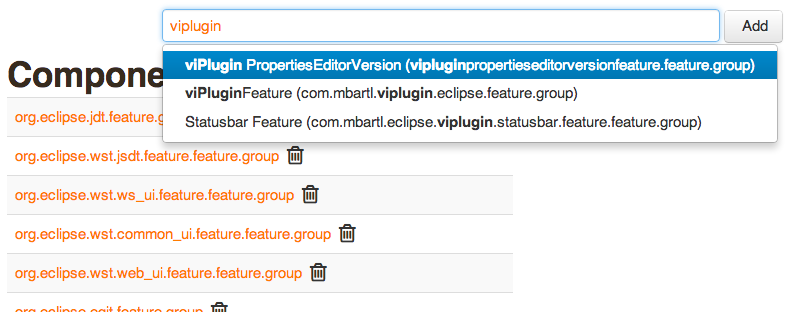 viplugin
Add
viPlugin PropertiesEditorVersion (vipluginpropertieseditorversionfeature.feature.group)
viPluginFeature (com.mbartl.viplugin.eclipse.feature.group)
Statusbar Feature (com.mbartl.eclipse.viplugin.statusbar.feature.feature.group)
Compone
org.eclipse.jdt.feature.g
org.eclipse.wst.jsdt.feature.feature.group
org.eclipse.wst.ws_ui.feature.feature.group
org.eclipse.wst.common_ui.feature.feature.group
org.eclipse.wst.web_ui.feature.feature.group
org.eclipse.egit.feature.group